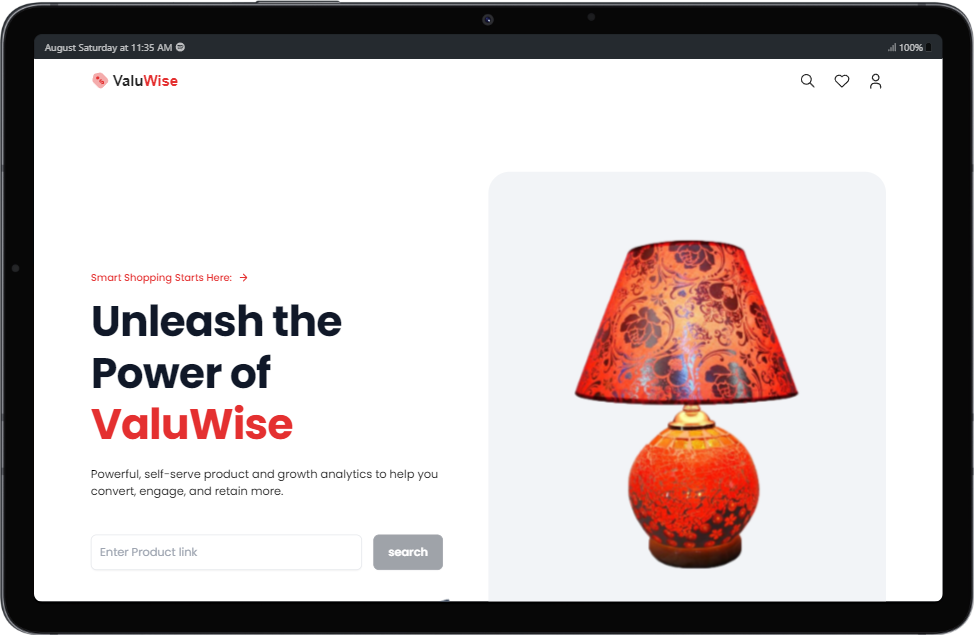 August Saturday at 11:35 AM
100%
ValuWise
Smart Shopping Starts Here: →
Unleash the
Power of
ValuWise
Powerful, self-serve product and growth analytics to help you
convert, engage, and retain more.
Enter Product link
search